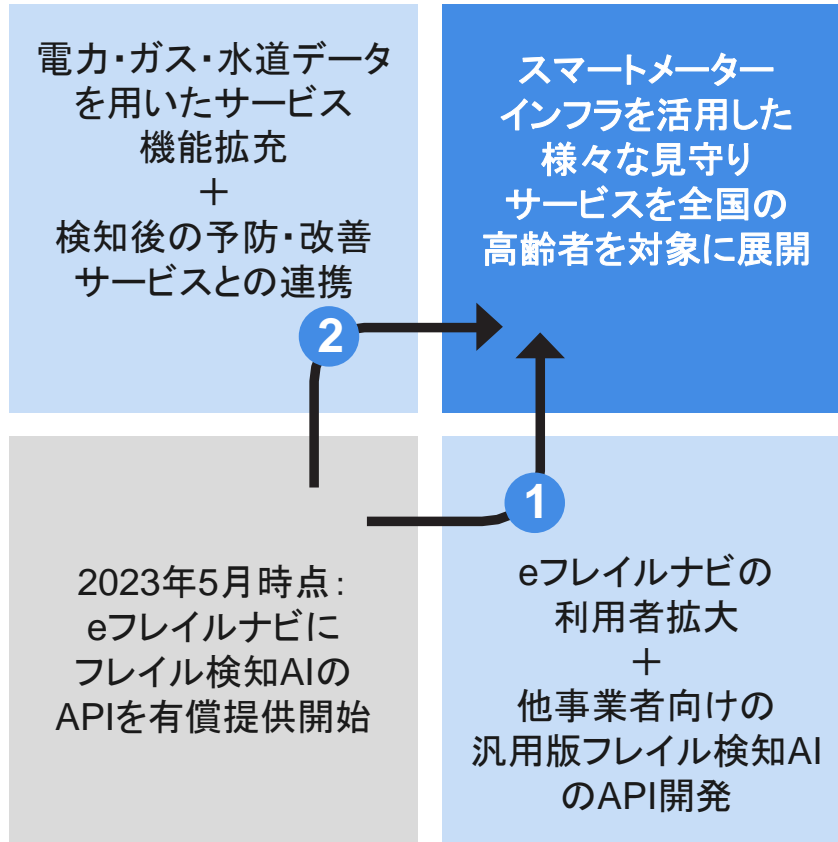 電力・ガス・水道データ
を用いたサービス
機能拡充
＋
検知後の予防・改善
サービスとの連携
スマートメーター
インフラを活用した
様々な見守り
サービスを全国の
高齢者を対象に展開
2
1
2023年5月時点：
eフレイルナビに
フレイル検知AIの
APIを有償提供開始
eフレイルナビの
利用者拡大
＋
他事業者向けの
汎用版フレイル検知AI
のAPI開発